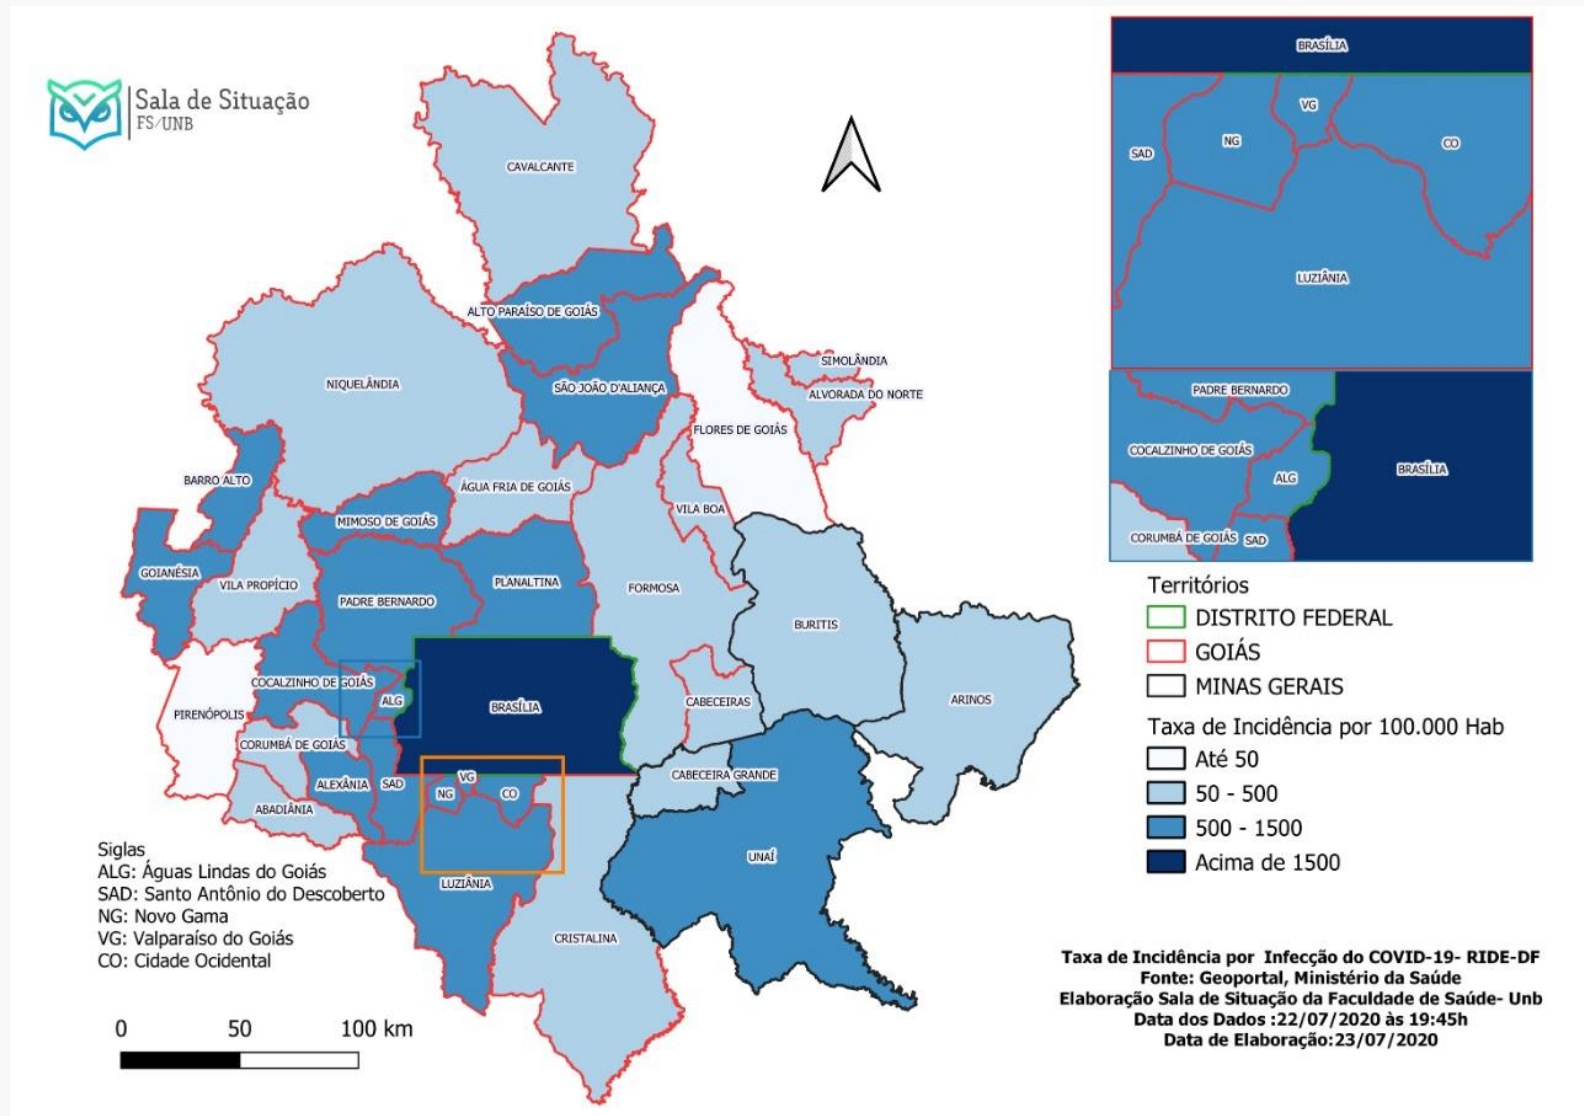 Sala de Situação
FS/UNB
CAVALCANTE
ALTO PARAÍSO DE GOIÁS
NIQUELÂNDIA
SÃO JOÃO D'ALIANÇA
SIMOLÂNDIA
ALVORADA DO NORTE
FLORES DE GOIÁS
BARRO ALTO
ÁGUA FRIA DE GOIÁS
VILA BOA
MIMOSO DE GOIÁS
GOIANÉSIA
VILA PROPÍCIO
PLANALTINA
FORMOSA
PADRE BERNARDO
BURITIS
COCALZINHO DE GOIÁS
ALG
BRASÍLIA
CABECEIRAS
ARINOS
PIRENÓPOLIS
CORUMBÁ DE GOIÁS
ALEXÂNIA
SAD
VG
NG
CO
CABECEIRA GRANDE
ABADIÂNIA
UNAÍ
LUZIÂNIA
CRISTALINA
Siglas
ALG: Águas Lindas do Goiás
SAD: Santo Antônio do Descoberto
NG: Novo Gama
VG: Valparaíso do Goiás
CO: Cidade Ocidental
0 50 100 km
BRASÍLIA
VG
NG
CO
SAD
LUZIÂNIA
PADRE BERNARDO
COCALZINHO DE GOIÁS
BRASÍLIA
ALG
CORUMBÁ DE GOIÁS
SAD
Territórios
DISTRITO FEDERAL
GOIÁS
MINAS GERAIS
Taxa de Incidência por 100.000 Hab
Até 50
50 - 500
500 - 1500
Acima de 1500
Taxa de Incidência por Infecção do COVID-19- RIDE-DF
Fonte: Geoportal, Ministério da Saúde
Elaboração Sala de Situação da Faculdade de Saúde- Unb
Data dos Dados :22/07/2020 às 19:45h
Data de Elaboração:23/07/2020